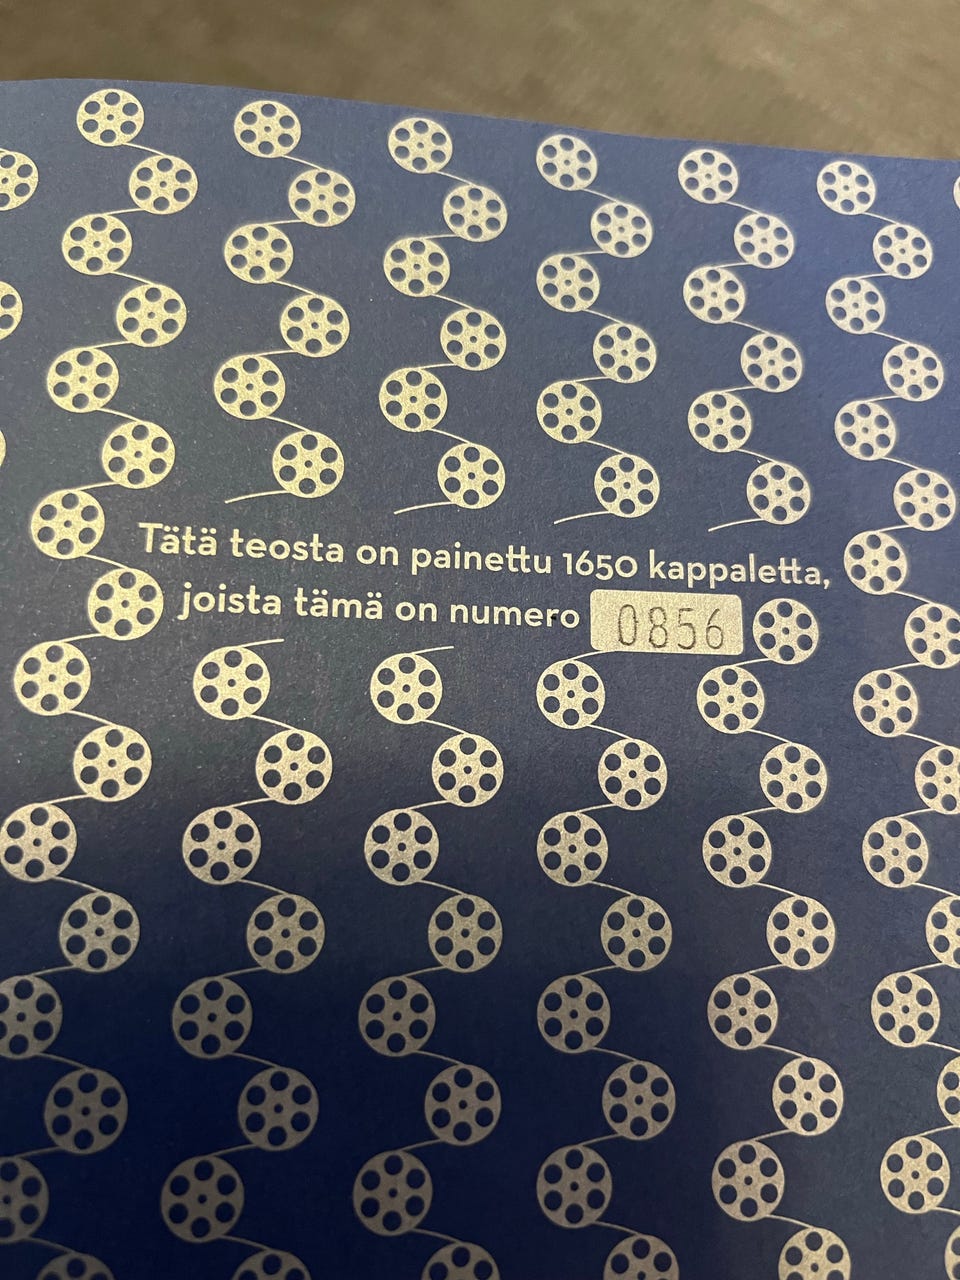 Tätä teosta on painettu 1650 kappaletta,
joista tämä on numero 0856